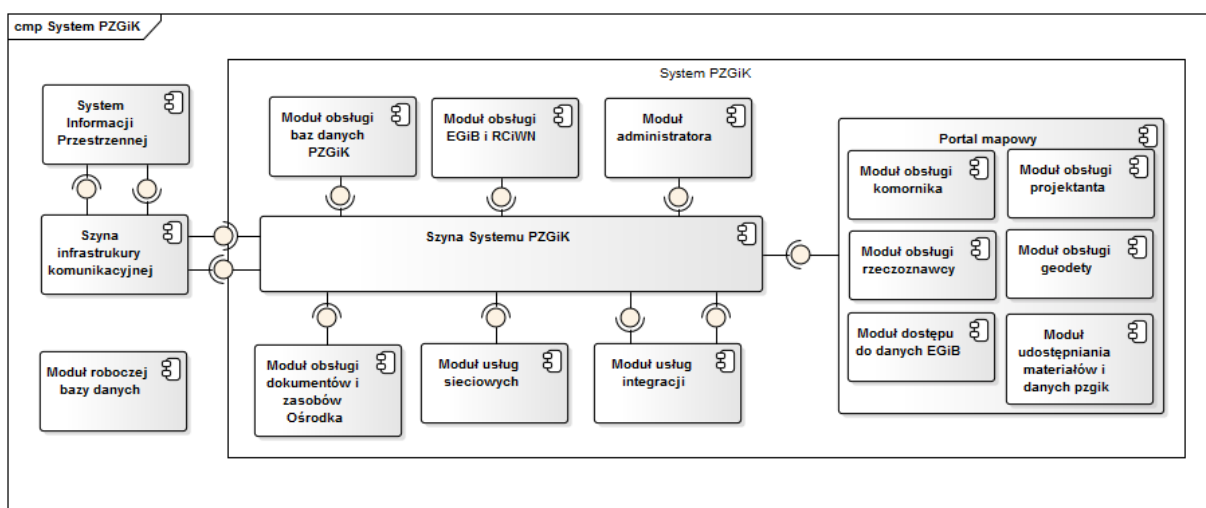 cmp System PZGiK
System PZGiK
System
Informacji
Przestrzennej
Szyna
infrastrukury
komunikacyjnej
Moduł roboczej
bazy danych
Moduł obsługi
baz danych
PZGiK
Moduł obsługi
EGiB i RCiWN
Moduł
administratora
Szyna Systemu PZGiK
Moduł obsługi
dokumentów i
zasobów
Ośrodka
Moduł usług
sieciowych
Moduł usług
integracji
Portal mapowy
Moduł obsługi
komornika
Moduł obsługi
projektanta
Moduł obsługi
rzeczoznawcy
Moduł obsługi
geodety
Moduł dostępu
do danych EGiB
Moduł
udostępniania
materiałów i
danych pzgik